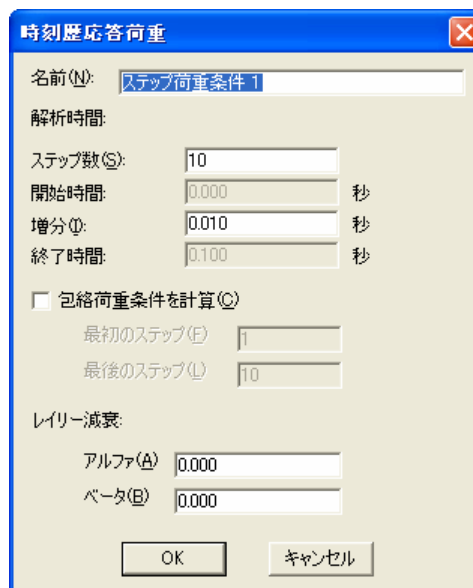 時刻歴応答荷重
名前(N): ステップ荷重条件 1
解析時間:
ステップ数(S): 10
開始時間: 0.000 秒
増分(I): 0.010 秒
終了時間: 0.100 秒
包絡荷重条件を計算(C)
最初のステップ(F) 1
最後のステップ(L) 10
レイリー減衰:
アルファ(A) 0.000
ベータ(B) 0.000
OK キャンセル